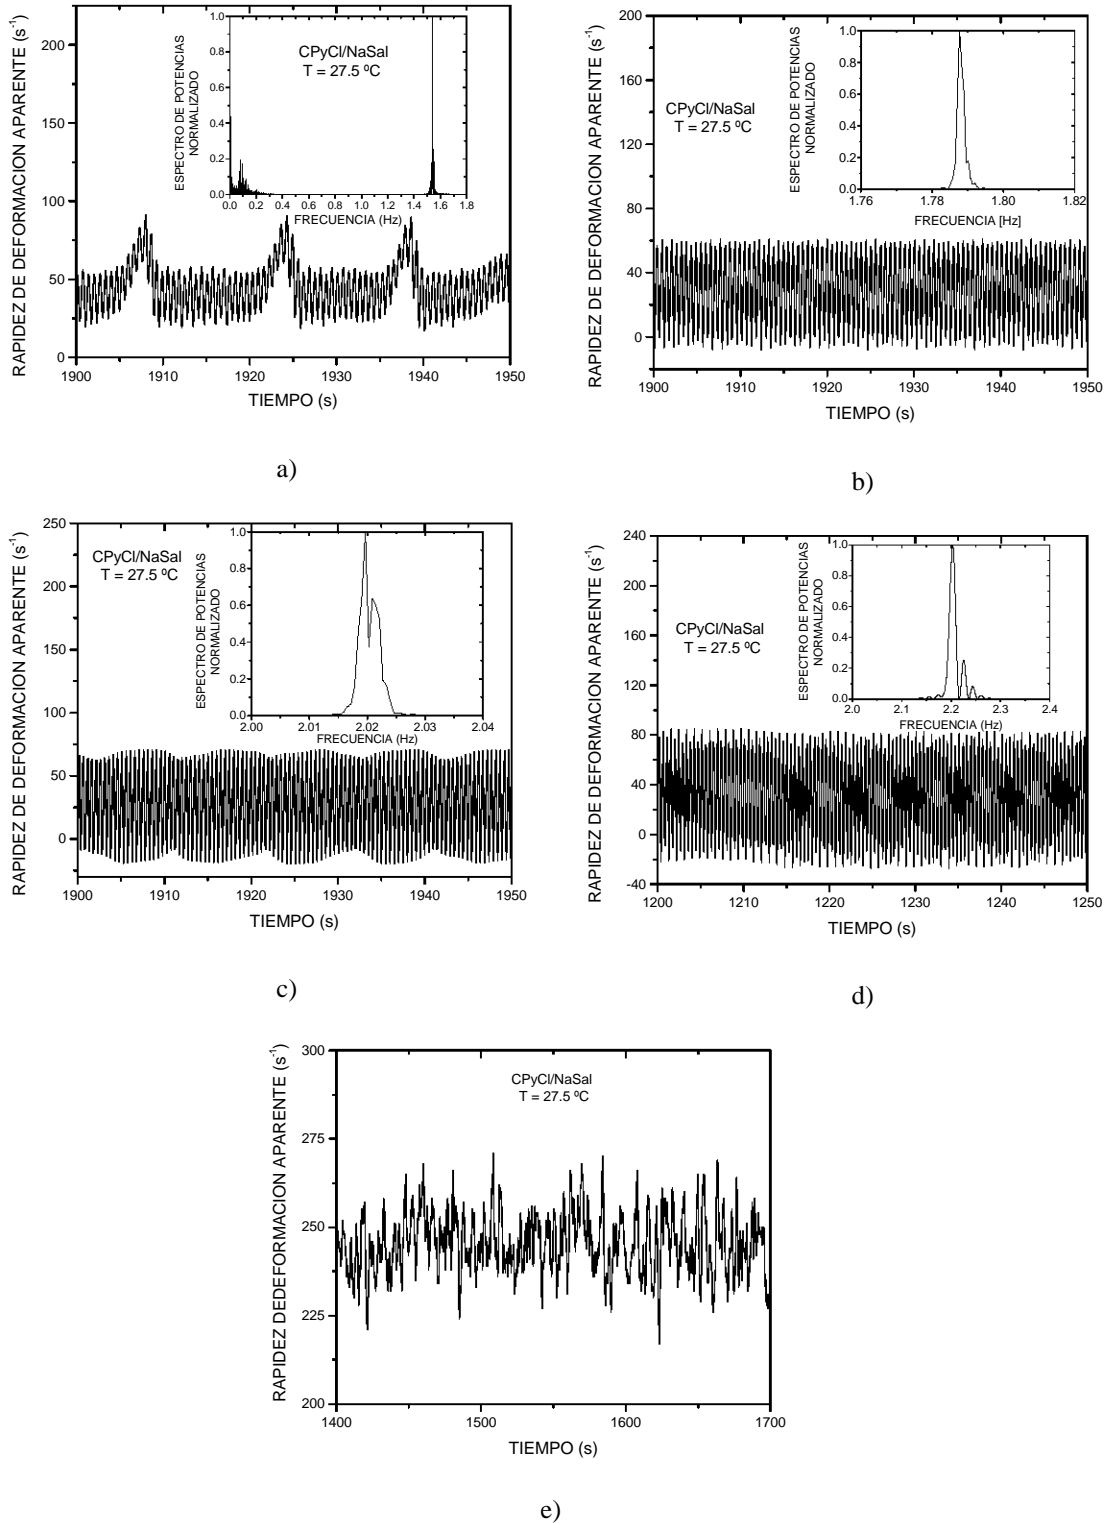 RAPIDEZ DE DEFORMACION APARENTE (s⁻¹)
200
150
100
50
0
1900 1910 1920 1930 1940 1950
TIEMPO (s)
CPyCl/NaSal
T = 27.5 ºC
ESPECTRO DE POTENCIAS
NORMALIZADO
1.0
0.8
0.6
0.4
0.2
0.0
0.0 0.2 0.4 0.6 0.8 1.0 1.2 1.4 1.6 1.8
FRECUENCIA (Hz)
a)
RAPIDEZ DE DEFORMACION APARENTE (s⁻¹)
200
160
120
80
40
0
1900 1910 1920 1930 1940 1950
TIEMPO (s)
CPyCl/NaSal
T = 27.5 ºC
ESPECTRO DE POTENCIAS
NORMALIZADO
1.0
0.8
0.6
0.4
0.2
0.0
1.76 1.78 1.80 1.82
FRECUENCIA [Hz]
b)
RAPIDEZ DE DEFORMACION APARENTE (s⁻¹)
250
200
150
100
50
0
1900 1910 1920 1930 1940 1950
TIEMPO (s)
CPyCl/NaSal
T = 27.5 ºC
ESPECTRO DE POTENCIAS
NORMALIZADO
1.0
0.8
0.6
0.4
0.2
0.0
2.00 2.01 2.02 2.03 2.04
FRECUENCIA (Hz)
c)
RAPIDEZ DE DEFORMACION APARENTE (s⁻¹)
240
200
160
120
80
40
0
-40
1200 1210 1220 1230 1240 1250
TIEMPO (s)
CPyCl/NaSal
T = 27.5 ºC
ESPECTRO DE POTENCIAS
NORMALIZADO
1.0
0.8
0.6
0.4
0.2
0.0
2.0 2.1 2.2 2.3 2.4
FRECUENCIA (Hz)
d)
RAPIDEZ DEDEFORMACION APARENTE (s⁻¹)
300
275
250
225
200
1400 1500 1600 1700
TIEMPO (s)
CPyCl/NaSal
T = 27.5 ºC
e)